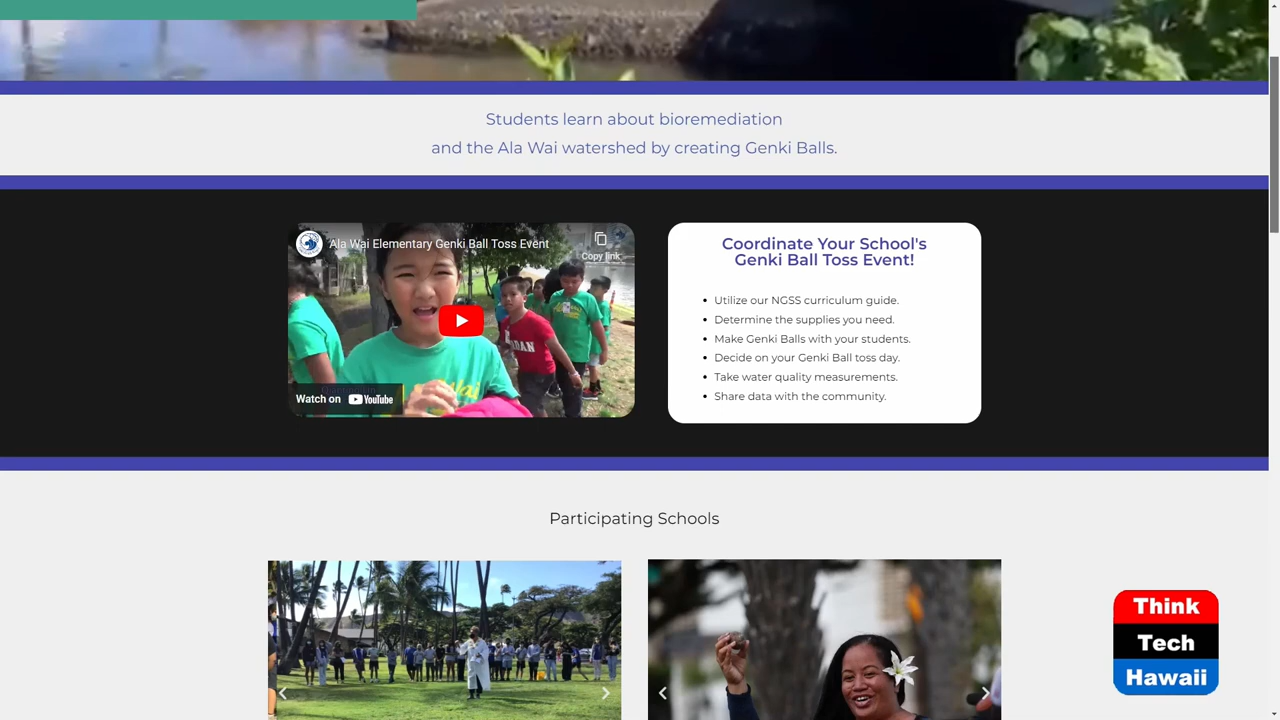 Students learn about bioremediation
and the Ala Wai watershed by creating Genki Balls.
Ala Wai Elementary Genki Ball Toss Event
Copy link
Watch on YouTube
Coordinate Your School's
Genki Ball Toss Event!
Utilize our NGSS curriculum guide.
Determine the supplies you need.
Make Genki Balls with your students.
Decide on your Genki Ball toss day.
Take water quality measurements.
Share data with the community.
Participating Schools
Think
Tech
Hawaii